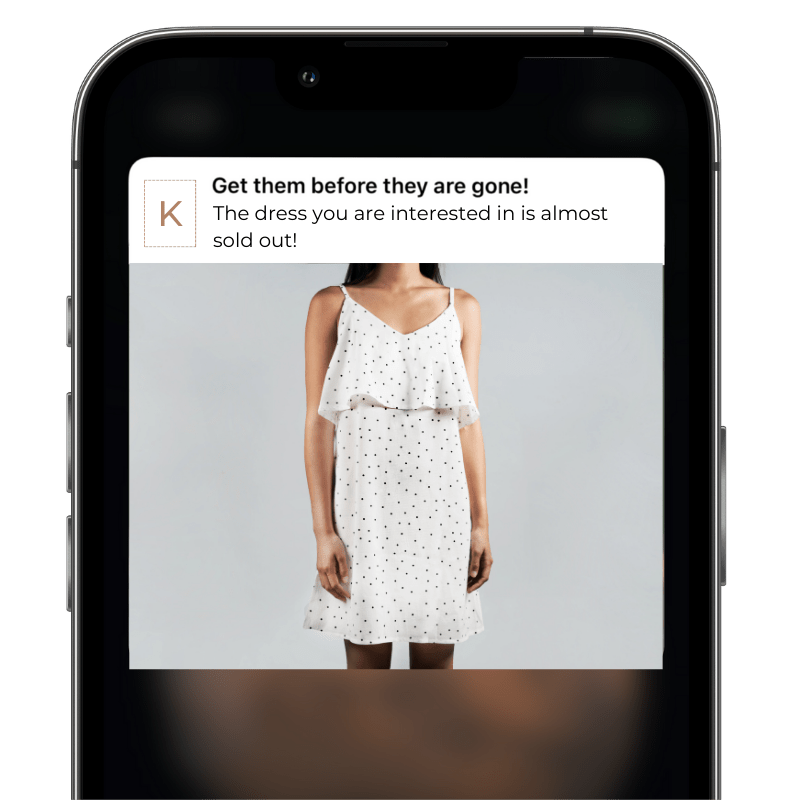 K
Get them before they are gone!
The dress you are interested in is almost
sold out!